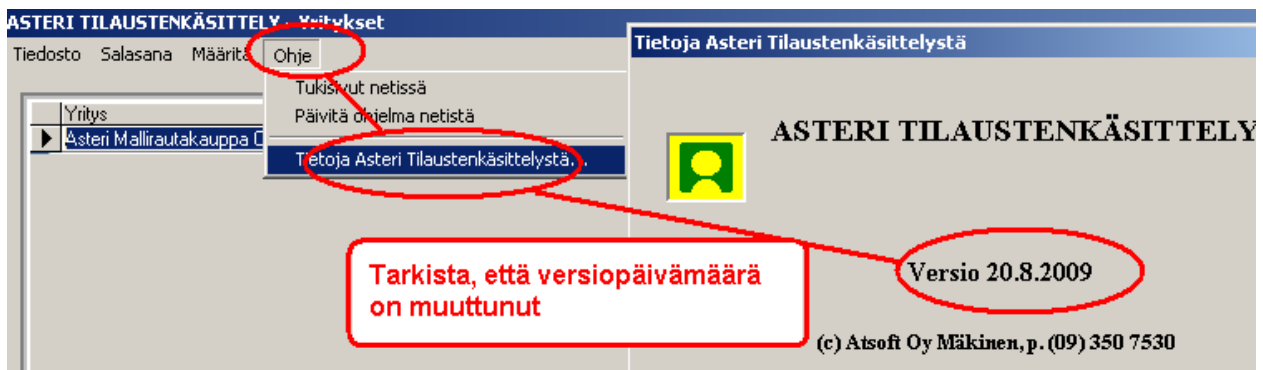 ASTERI TILAUSTENKÄSITTELY - Yritykset
Tiedosto Salasana Määritä Ohje
Tukisivut netissä
Päivitä ohjelma netistä
Tietoja Asteri Tilaustenkäsittelystä...
Yritys
Asteri Mallirautakauppa
Tietoja Asteri Tilaustenkäsittelystä
ASTERI TILAUSTENKÄSITTELY
Versio 20.8.2009
(c) Atsoft Oy Mäkinen, p. (09) 350 7530
Tarkista, että versiopäivämäärä
on muuttunut